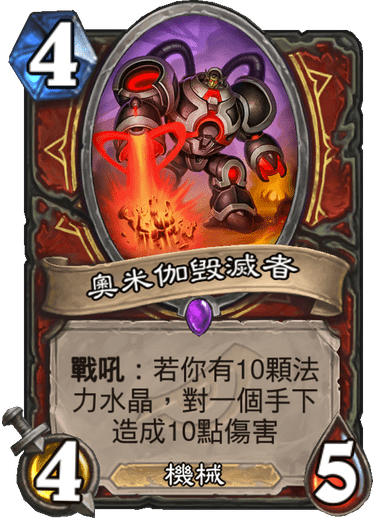 4
奧米伽毀滅者
戰吼：若你有10顆法
力水晶，對一個手下
造成10點傷害
4
機械
5